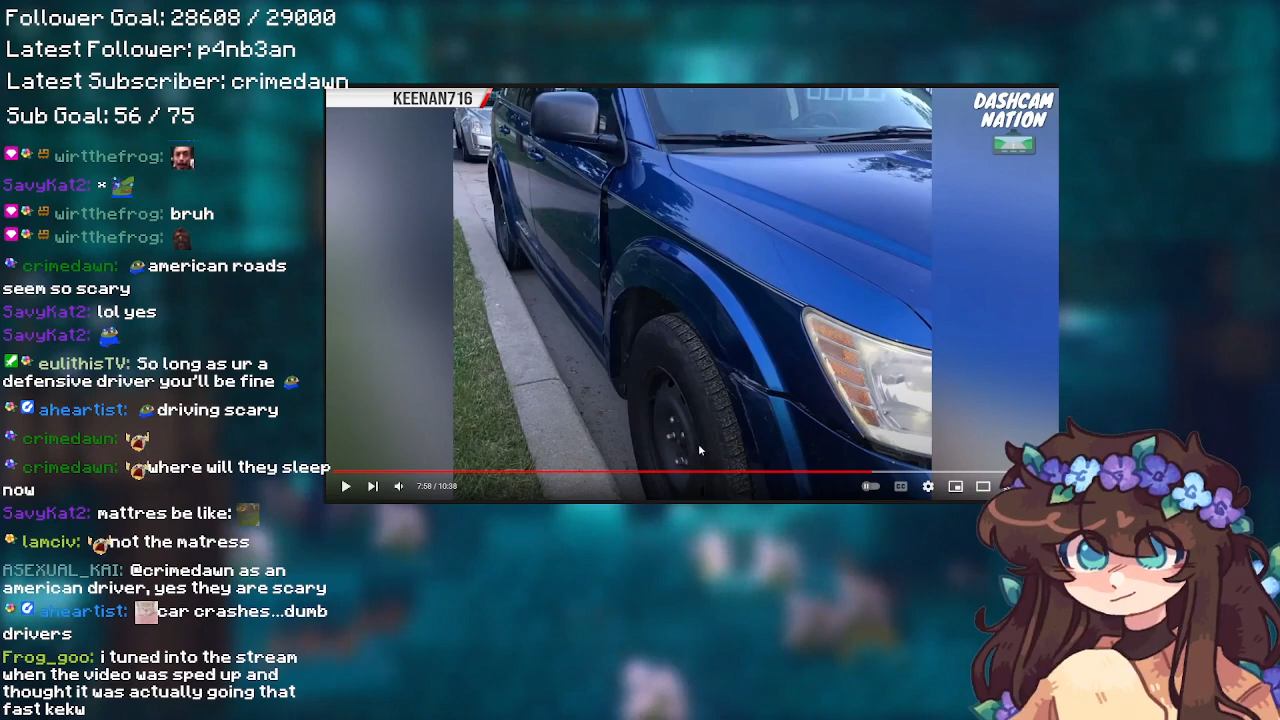 Follower Goal: 28608 / 29000
Latest Follower: p4nb3an
Latest Subscriber: crimedawn
Sub Goal: 56 / 75
KEENAN716
DASHCAM
NATION
wirtthefrog:
SavyKat2: *
wirtthefrog: bruh
wirtthefrog:
crimedawn: american roads
seem so scary
SavyKat2: lol yes
SavyKat2:
eulithisTV: So long as ur a
defensive driver you'll be fine
aheartist: driving scary
crimedawn:
crimedawn: where will they sleep
now
SavyKat2: mattres be like:
lamciv: not the matress
ASEXUAL_KAI: @crimedawn as an
american driver, yes they are scary
aheartist: car crashes...dumb
drivers
Frog_goo: i tuned into the stream
when the video was sped up and
thought it was actually going that
fast kekw
7:58 / 10:38
CC